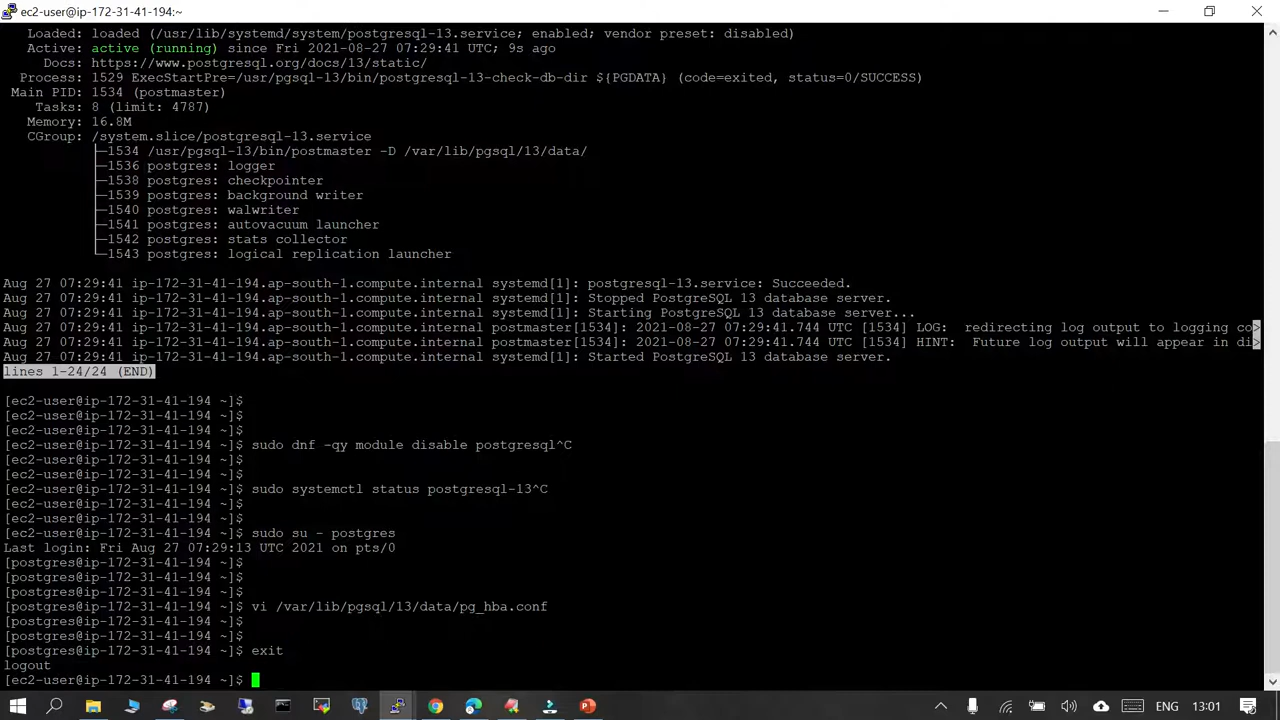 ec2-user@ip-172-31-41-194:~
Loaded: loaded (/usr/lib/systemd/system/postgresql-13.service; enabled; vendor preset: disabled)
Active: active (running) since Fri 2021-08-27 07:29:41 UTC; 9s ago
Docs: https://www.postgresql.org/docs/13/static/
Process: 1529 ExecStartPre=/usr/pgsql-13/bin/postgresql-13-check-db-dir ${PGDATA} (code=exited, status=0/SUCCESS)
Main PID: 1534 (postmaster)
Tasks: 8 (limit: 4787)
Memory: 16.8M
CGroup: /system.slice/postgresql-13.service
├─1534 /usr/pgsql-13/bin/postmaster -D /var/lib/pgsql/13/data/
├─1536 postgres: logger
├─1538 postgres: checkpointer
├─1539 postgres: background writer
├─1540 postgres: walwriter
├─1541 postgres: autovacuum launcher
├─1542 postgres: stats collector
└─1543 postgres: logical replication launcher
Aug 27 07:29:41 ip-172-31-41-194.ap-south-1.compute.internal systemd[1]: postgresql-13.service: Succeeded.
Aug 27 07:29:41 ip-172-31-41-194.ap-south-1.compute.internal systemd[1]: Stopped PostgreSQL 13 database server.
Aug 27 07:29:41 ip-172-31-41-194.ap-south-1.compute.internal systemd[1]: Starting PostgreSQL 13 database server...
Aug 27 07:29:41 ip-172-31-41-194.ap-south-1.compute.internal postmaster[1534]: 2021-08-27 07:29:41.744 UTC [1534] LOG:  redirecting log output to logging co>
Aug 27 07:29:41 ip-172-31-41-194.ap-south-1.compute.internal postmaster[1534]: 2021-08-27 07:29:41.744 UTC [1534] HINT:  Future log output will appear in di>
Aug 27 07:29:41 ip-172-31-41-194.ap-south-1.compute.internal systemd[1]: Started PostgreSQL 13 database server.
lines 1-24/24 (END)
[ec2-user@ip-172-31-41-194 ~]$
[ec2-user@ip-172-31-41-194 ~]$
[ec2-user@ip-172-31-41-194 ~]$
[ec2-user@ip-172-31-41-194 ~]$ sudo dnf -qy module disable postgresql^C
[ec2-user@ip-172-31-41-194 ~]$
[ec2-user@ip-172-31-41-194 ~]$
[ec2-user@ip-172-31-41-194 ~]$ sudo systemctl status postgresql-13^C
[ec2-user@ip-172-31-41-194 ~]$
[ec2-user@ip-172-31-41-194 ~]$
[ec2-user@ip-172-31-41-194 ~]$ sudo su - postgres
Last login: Fri Aug 27 07:29:13 UTC 2021 on pts/0
[postgres@ip-172-31-41-194 ~]$
[postgres@ip-172-31-41-194 ~]$
[postgres@ip-172-31-41-194 ~]$
[postgres@ip-172-31-41-194 ~]$ vi /var/lib/pgsql/13/data/pg_hba.conf
[postgres@ip-172-31-41-194 ~]$
[postgres@ip-172-31-41-194 ~]$
[postgres@ip-172-31-41-194 ~]$ exit
logout
[ec2-user@ip-172-31-41-194 ~]$
ENG 13:01